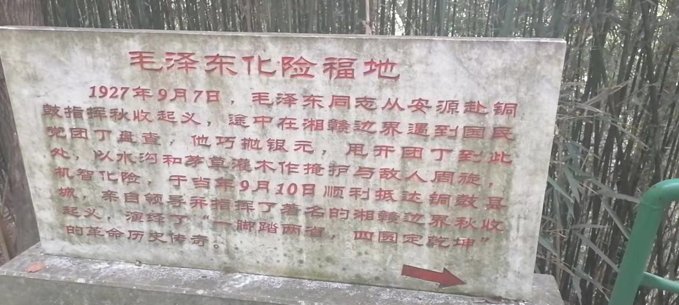 毛泽东化险福地
1927年9月7日，毛泽东同志从安源赴铜
鼓指挥秋收起义，途中在湘赣边界遇到国民
党团丁盘查，他巧抛银元，甩开团丁到此
处，以水沟和茅草灌木作掩护与敌人周旋，
机智化险，于当年9月10日顺利抵达铜鼓县
城，亲自领导并指挥了著名的湘赣边界秋收
起义，演绎了“一脚踏两省，四圆定乾坤”
的革命历史传奇。